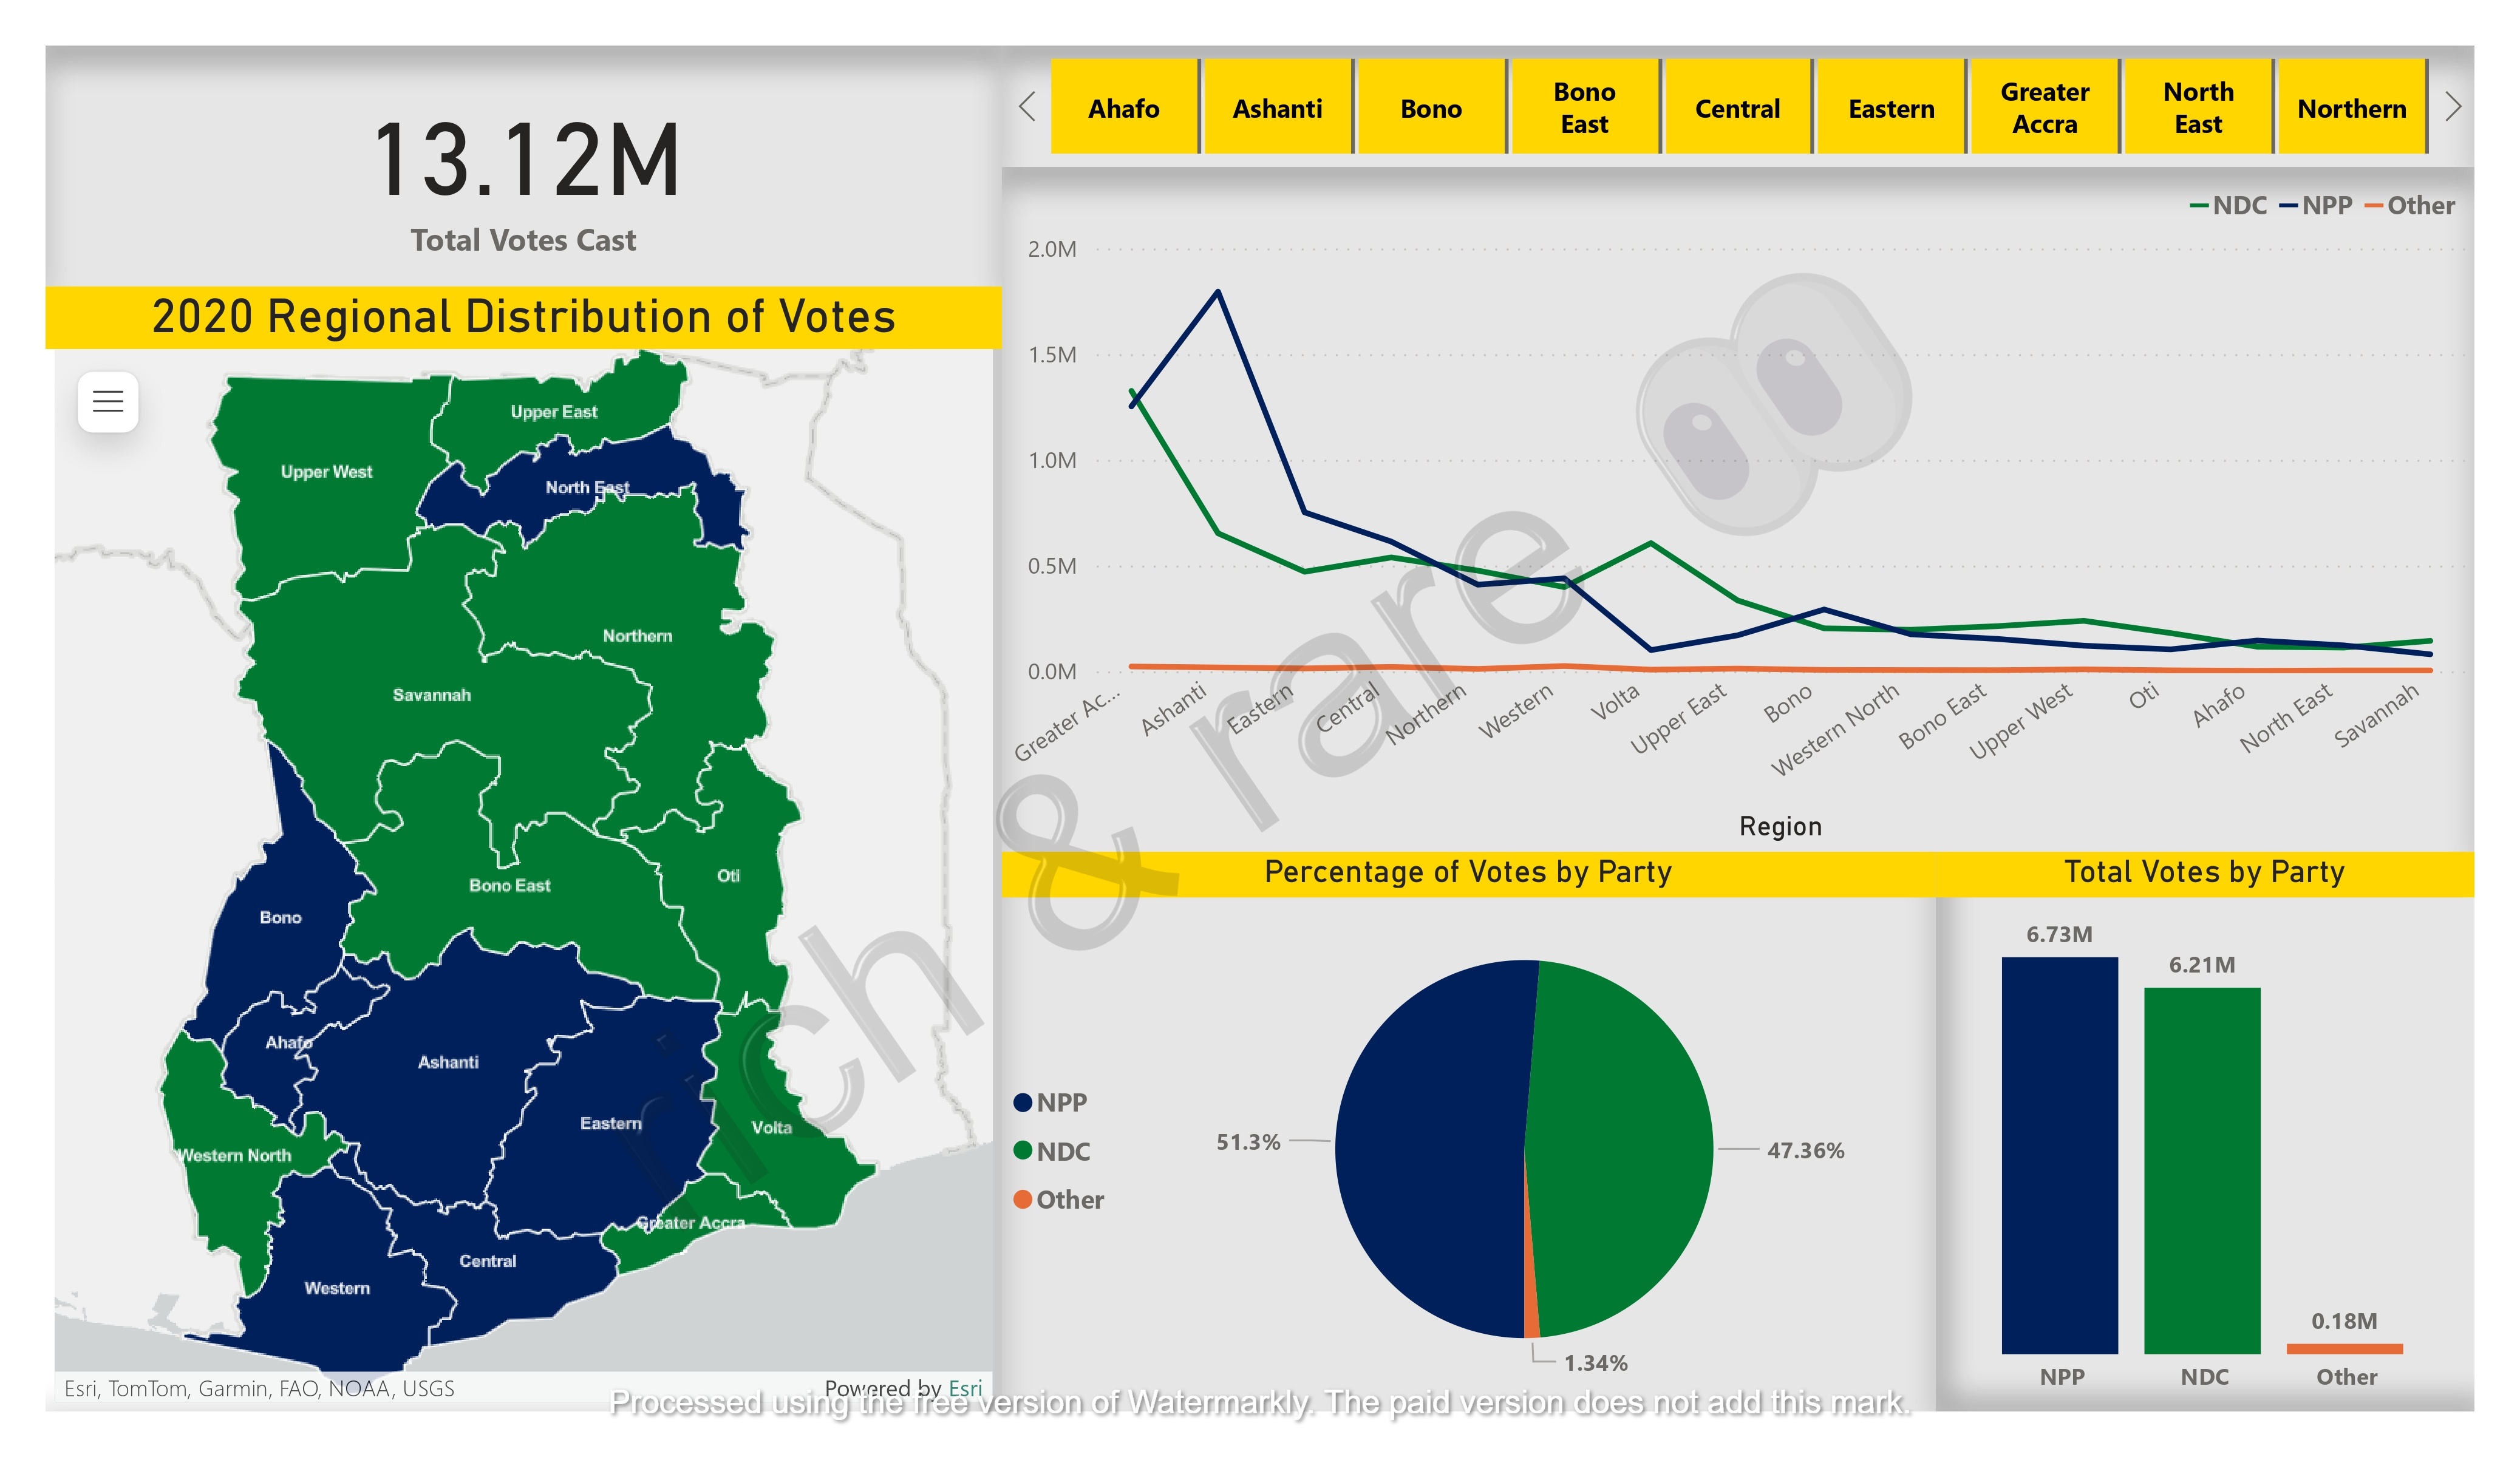 13.12M
Total Votes Cast
2020 Regional Distribution of Votes
Upper East
Upper West
North East
Northern
Savannah
Oti
Bono East
Bono
Ahafo
Ashanti
Eastern
Volta
Western North
Greater Accra
Central
Western
Esri, TomTom, Garmin, FAO, NOAA, USGS
Powered by Esri
Ahafo
Ashanti
Bono
Bono
East
Central
Eastern
Greater
Accra
North
East
Northern
NDC NPP Other
2.0M
1.5M
1.0M
0.5M
0.0M
Greater Ac...
Ashanti
Eastern
Central
Northern
Western
Volta
Upper East
Bono
Western North
Bono East
Upper West
Oti
Ahafo
North East
Savannah
Region
Percentage of Votes by Party
NPP
NDC
Other
51.3%
47.36%
1.34%
Total Votes by Party
6.73M
6.21M
0.18M
NPP
NDC
Other
rich & rare
Processed using the free version of Watermarkly. The paid version does not add this mark.